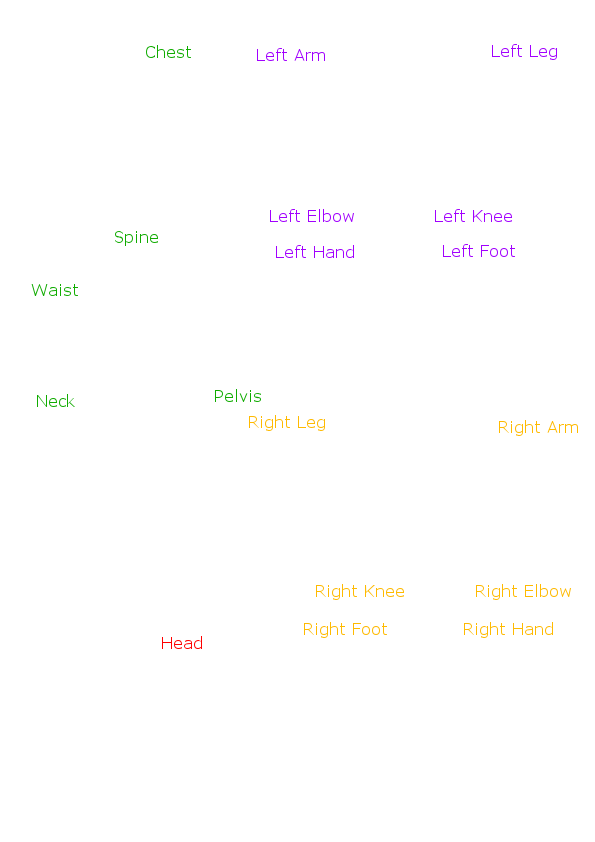 Chest
Left Arm
Left Leg
Left Elbow
Left Knee
Spine
Left Hand
Left Foot
Waist
Neck
Pelvis
Right Leg
Right Arm
Right Knee
Right Elbow
Head
Right Foot
Right Hand